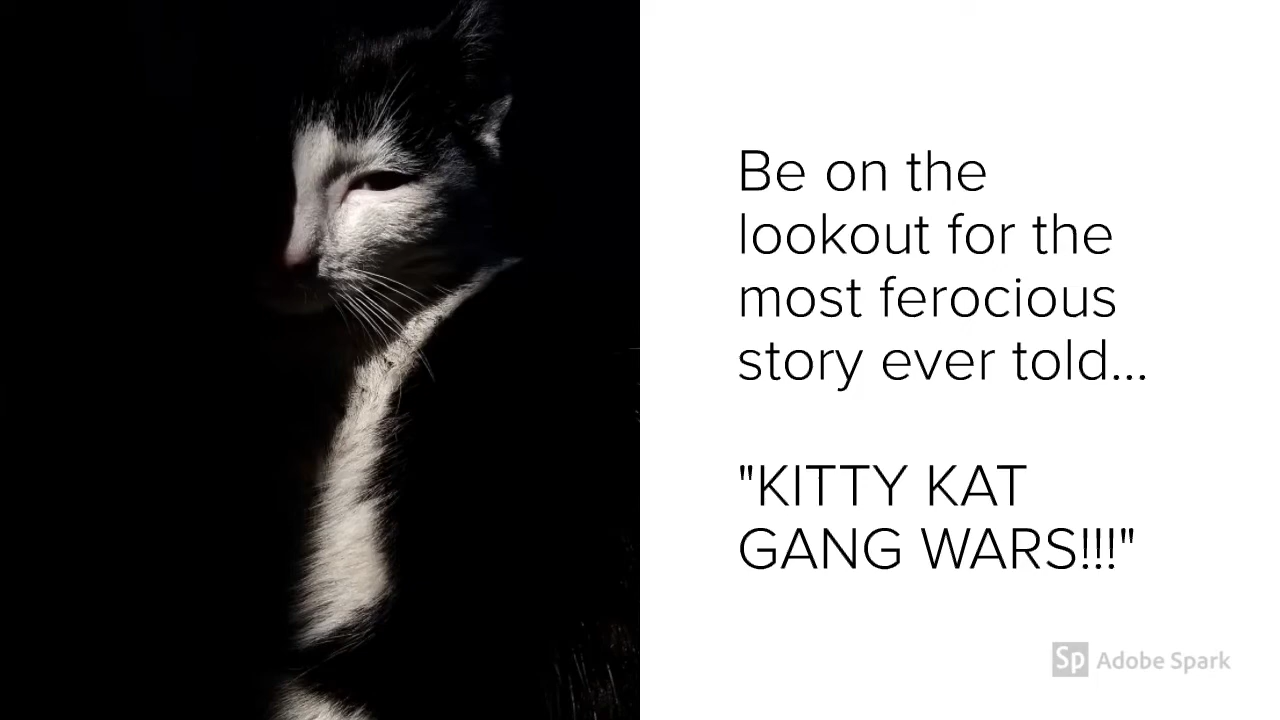 Be on the
lookout for the
most ferocious
story ever told...
"KITTY KAT
GANG WARS!!!"
Sp Adobe Spark